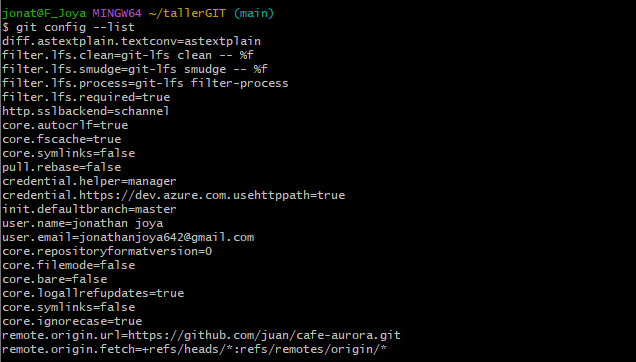 jonat@F_Joya MINGW64 ~/tallerGIT (main)
$ git config --list
diff.astextplain.textconv=astextplain
filter.lfs.clean=git-lfs clean -- %f
filter.lfs.smudge=git-lfs smudge -- %f
filter.lfs.process=git-lfs filter-process
filter.lfs.required=true
http.sslbackend=schannel
core.autocrlf=true
core.fscache=true
core.symlinks=false
pull.rebase=false
credential.helper=manager
credential.https://dev.azure.com.usehttppath=true
init.defaultbranch=master
user.name=jonathan joya
user.email=jonathanjoya642@gmail.com
core.repositoryformatversion=0
core.filemode=false
core.bare=false
core.logallrefupdates=true
core.symlinks=false
core.ignorecase=true
remote.origin.url=https://github.com/juan/cafe-aurora.git
remote.origin.fetch=+refs/heads/*:refs/remotes/origin/*